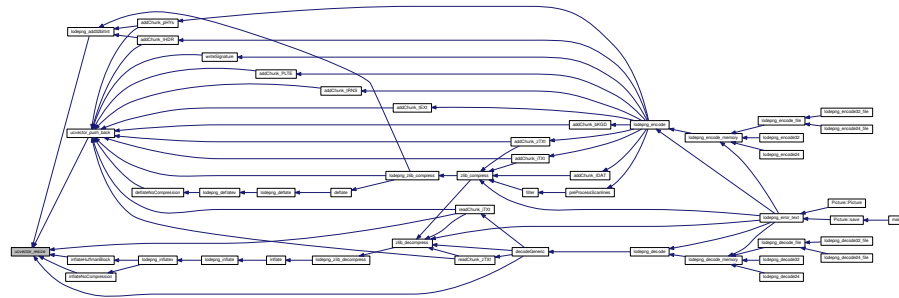 addChunk_pHYs
lodepng_add32bitInt
addChunk_IHDR
writeSignature
addChunk_PLTE
addChunk_tRNS
addChunk_tEXt
addChunk_bKGD
lodepng_encode
ucvector_push_back
addChunk_zTXt
addChunk_iTXt
lodepng_zlib_compress
zlib_compress
addChunk_IDAT
deflateNoCompression
lodepng_deflatev
lodepng_deflate
deflate
filter
preProcessScanlines
lodepng_encode_memory
lodepng_encode_file
lodepng_encode32_file
lodepng_encode24_file
lodepng_encode32
lodepng_encode24
readChunk_iTXt
lodepng_error_text
Picture::Picture
Picture::save
zlib_decompress
ucvector_resize
inflateHuffmanBlock
lodepng_inflatev
lodepng_inflate
inflate
lodepng_zlib_decompress
readChunk_zTXt
decodeGeneric
lodepng_decode
inflateNoCompression
lodepng_decode_memory
lodepng_decode_file
lodepng_decode32_file
lodepng_decode24_file
lodepng_decode32
lodepng_decode24